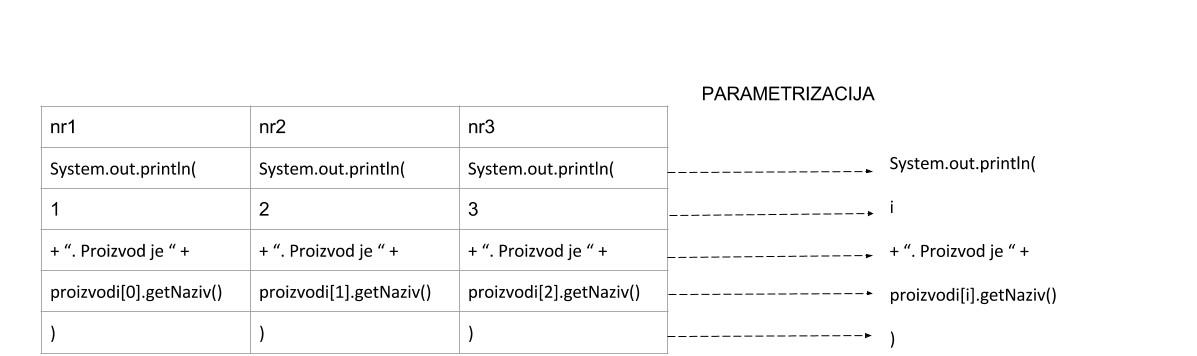 PARAMETRIZACIJA
nr1 nr2 nr3
System.out.println( System.out.println( System.out.println( System.out.println(
1 2 3 i
+ “. Proizvod je “ + + “. Proizvod je “ + + “. Proizvod je “ + + “. Proizvod je “ +
proizvodi[0].getNaziv() proizvodi[1].getNaziv() proizvodi[2].getNaziv() proizvodi[i].getNaziv()
) ) ) )